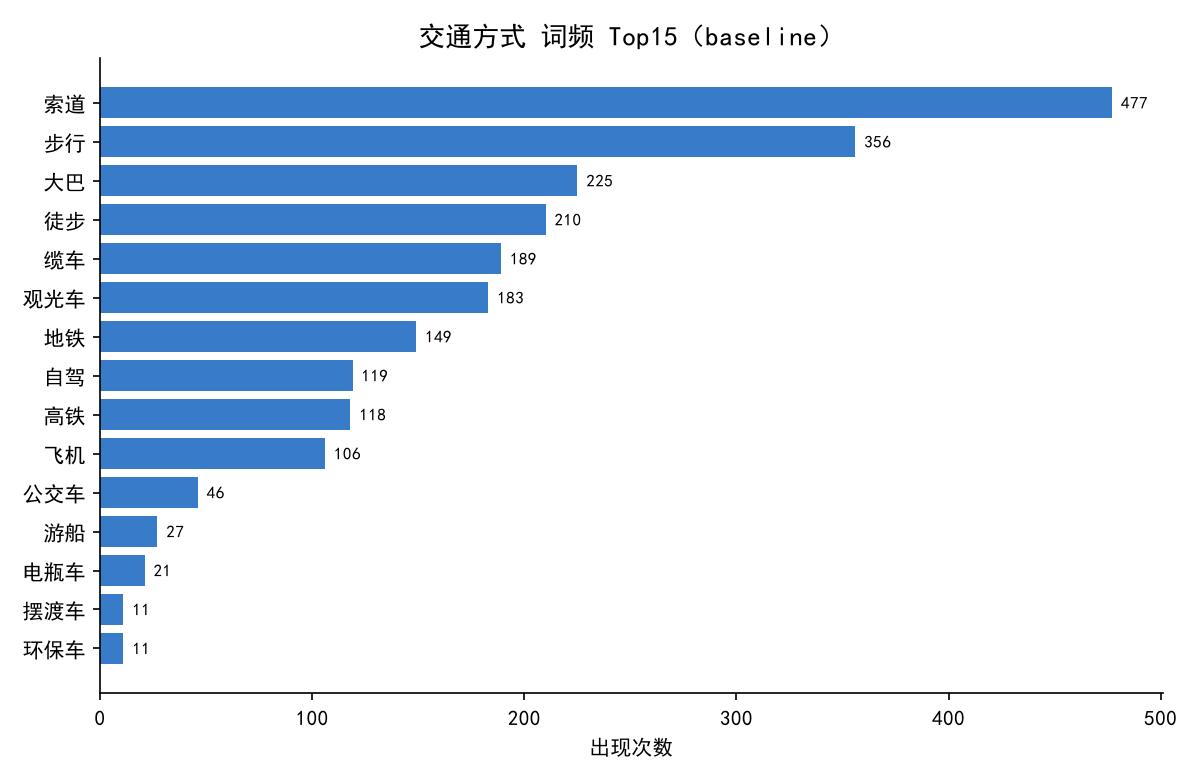 交通方式 词频 Top15（baseline）
索道 477
步行 356
大巴 225
徒步 210
缆车 189
观光车 183
地铁 149
自驾 119
高铁 118
飞机 106
公交车 46
游船 27
电瓶车 21
摆渡车 11
环保车 11
0 100 200 300 400 500
出现次数